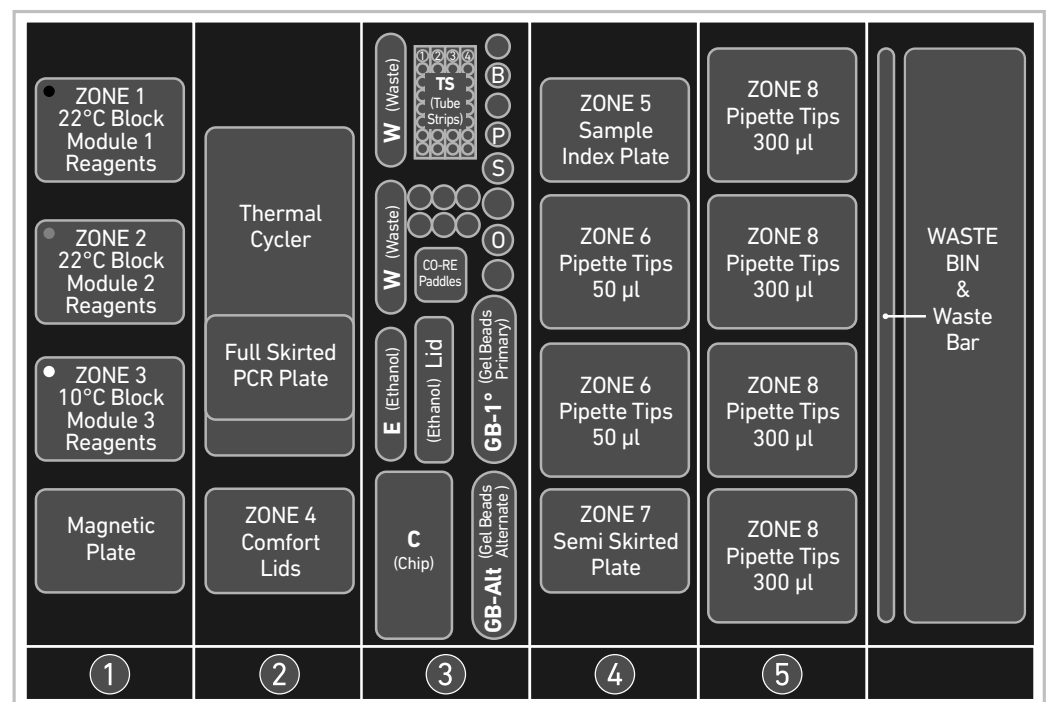 ZONE 1
22°C Block
Module 1
Reagents
ZONE 2
22°C Block
Module 2
Reagents
ZONE 3
10°C Block
Module 3
Reagents
Magnetic
Plate
1
Thermal
Cycler
Full Skirted
PCR Plate
ZONE 4
Comfort
Lids
2
W (Waste)
1 2 3 4
TS
(Tube
Strips)
B
P
S
O
W (Waste)
CO-RE
Paddles
E (Ethanol)
(Ethanol) Lid
GB-1° (Gel Beads
Primary)
C
(Chip)
GB-Alt (Gel Beads
Alternate)
3
ZONE 5
Sample
Index Plate
ZONE 6
Pipette Tips
50 µl
ZONE 6
Pipette Tips
50 µl
ZONE 7
Semi Skirted
Plate
4
ZONE 8
Pipette Tips
300 µl
ZONE 8
Pipette Tips
300 µl
ZONE 8
Pipette Tips
300 µl
ZONE 8
Pipette Tips
300 µl
5
WASTE
BIN
&
Waste
Bar